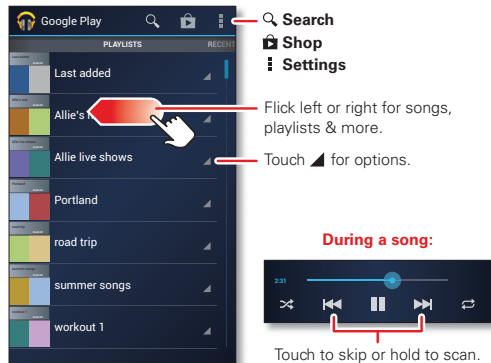 Google Play
PLAYLISTS
RECENT
Last added
Allie's f
Allie live shows
Portland
road trip
summer songs
workout 1
Search
Shop
Settings
Flick left or right for songs,
playlists & more.
Touch for options.
During a song:
2:31
Touch to skip or hold to scan.